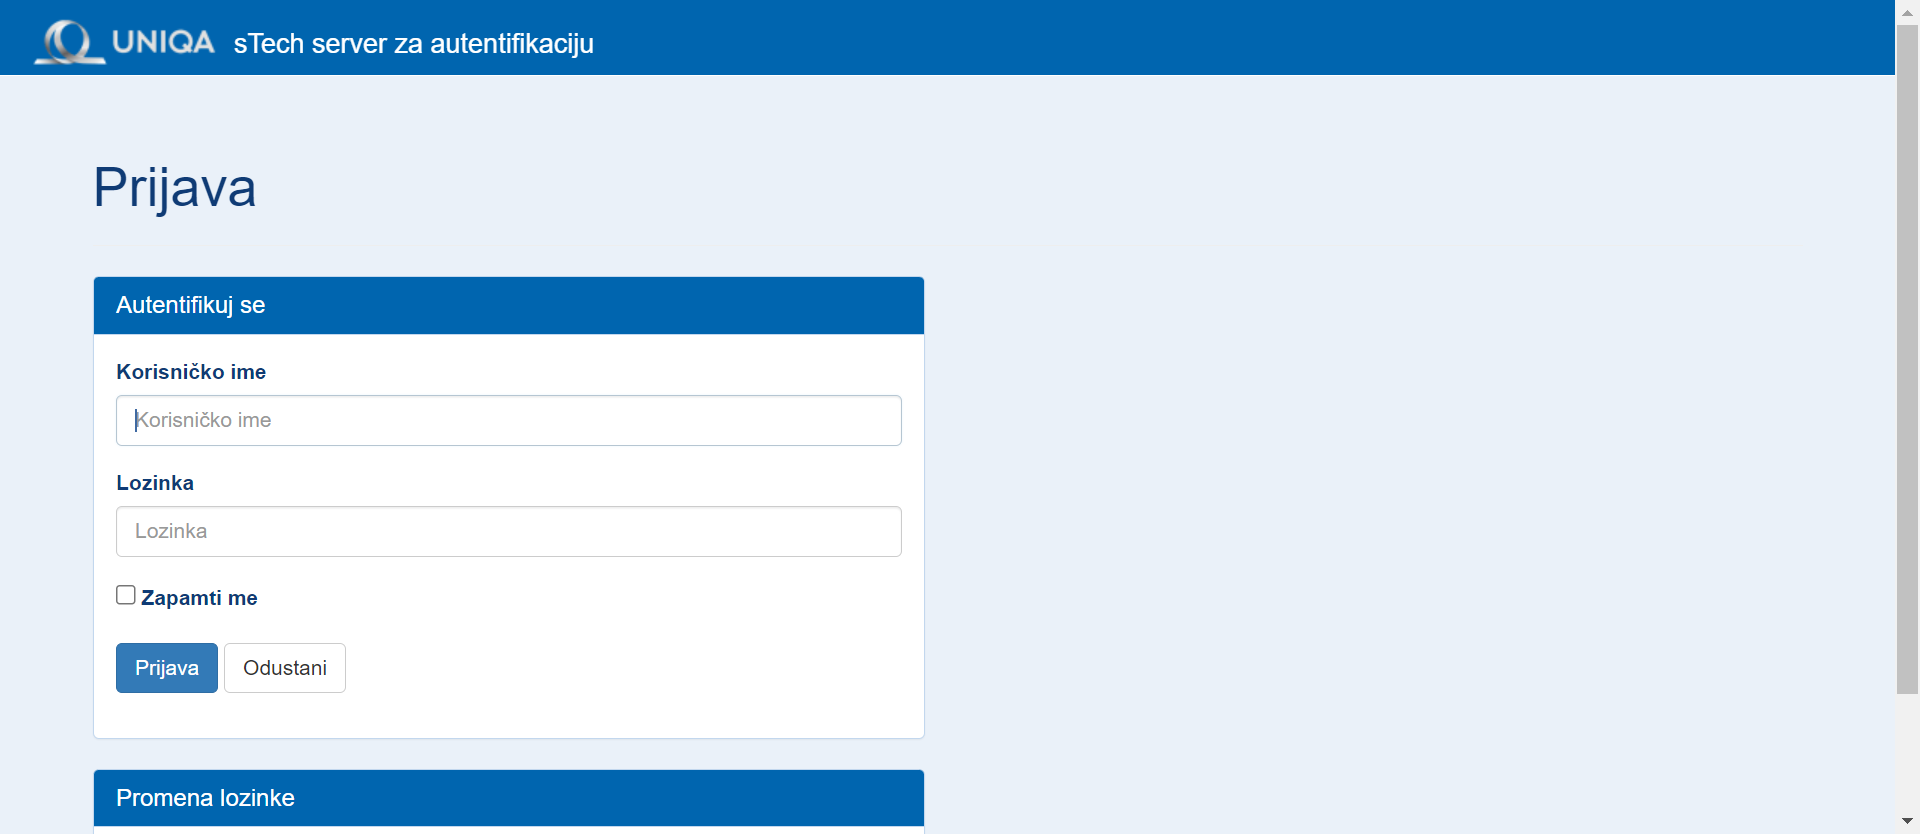 UNIQA sTech server za autentifikaciju
Prijava
Autentifikuj se
Korisničko ime
Korisničko ime
Lozinka
Lozinka
Zapamti me
Prijava Odustani
Promena lozinke